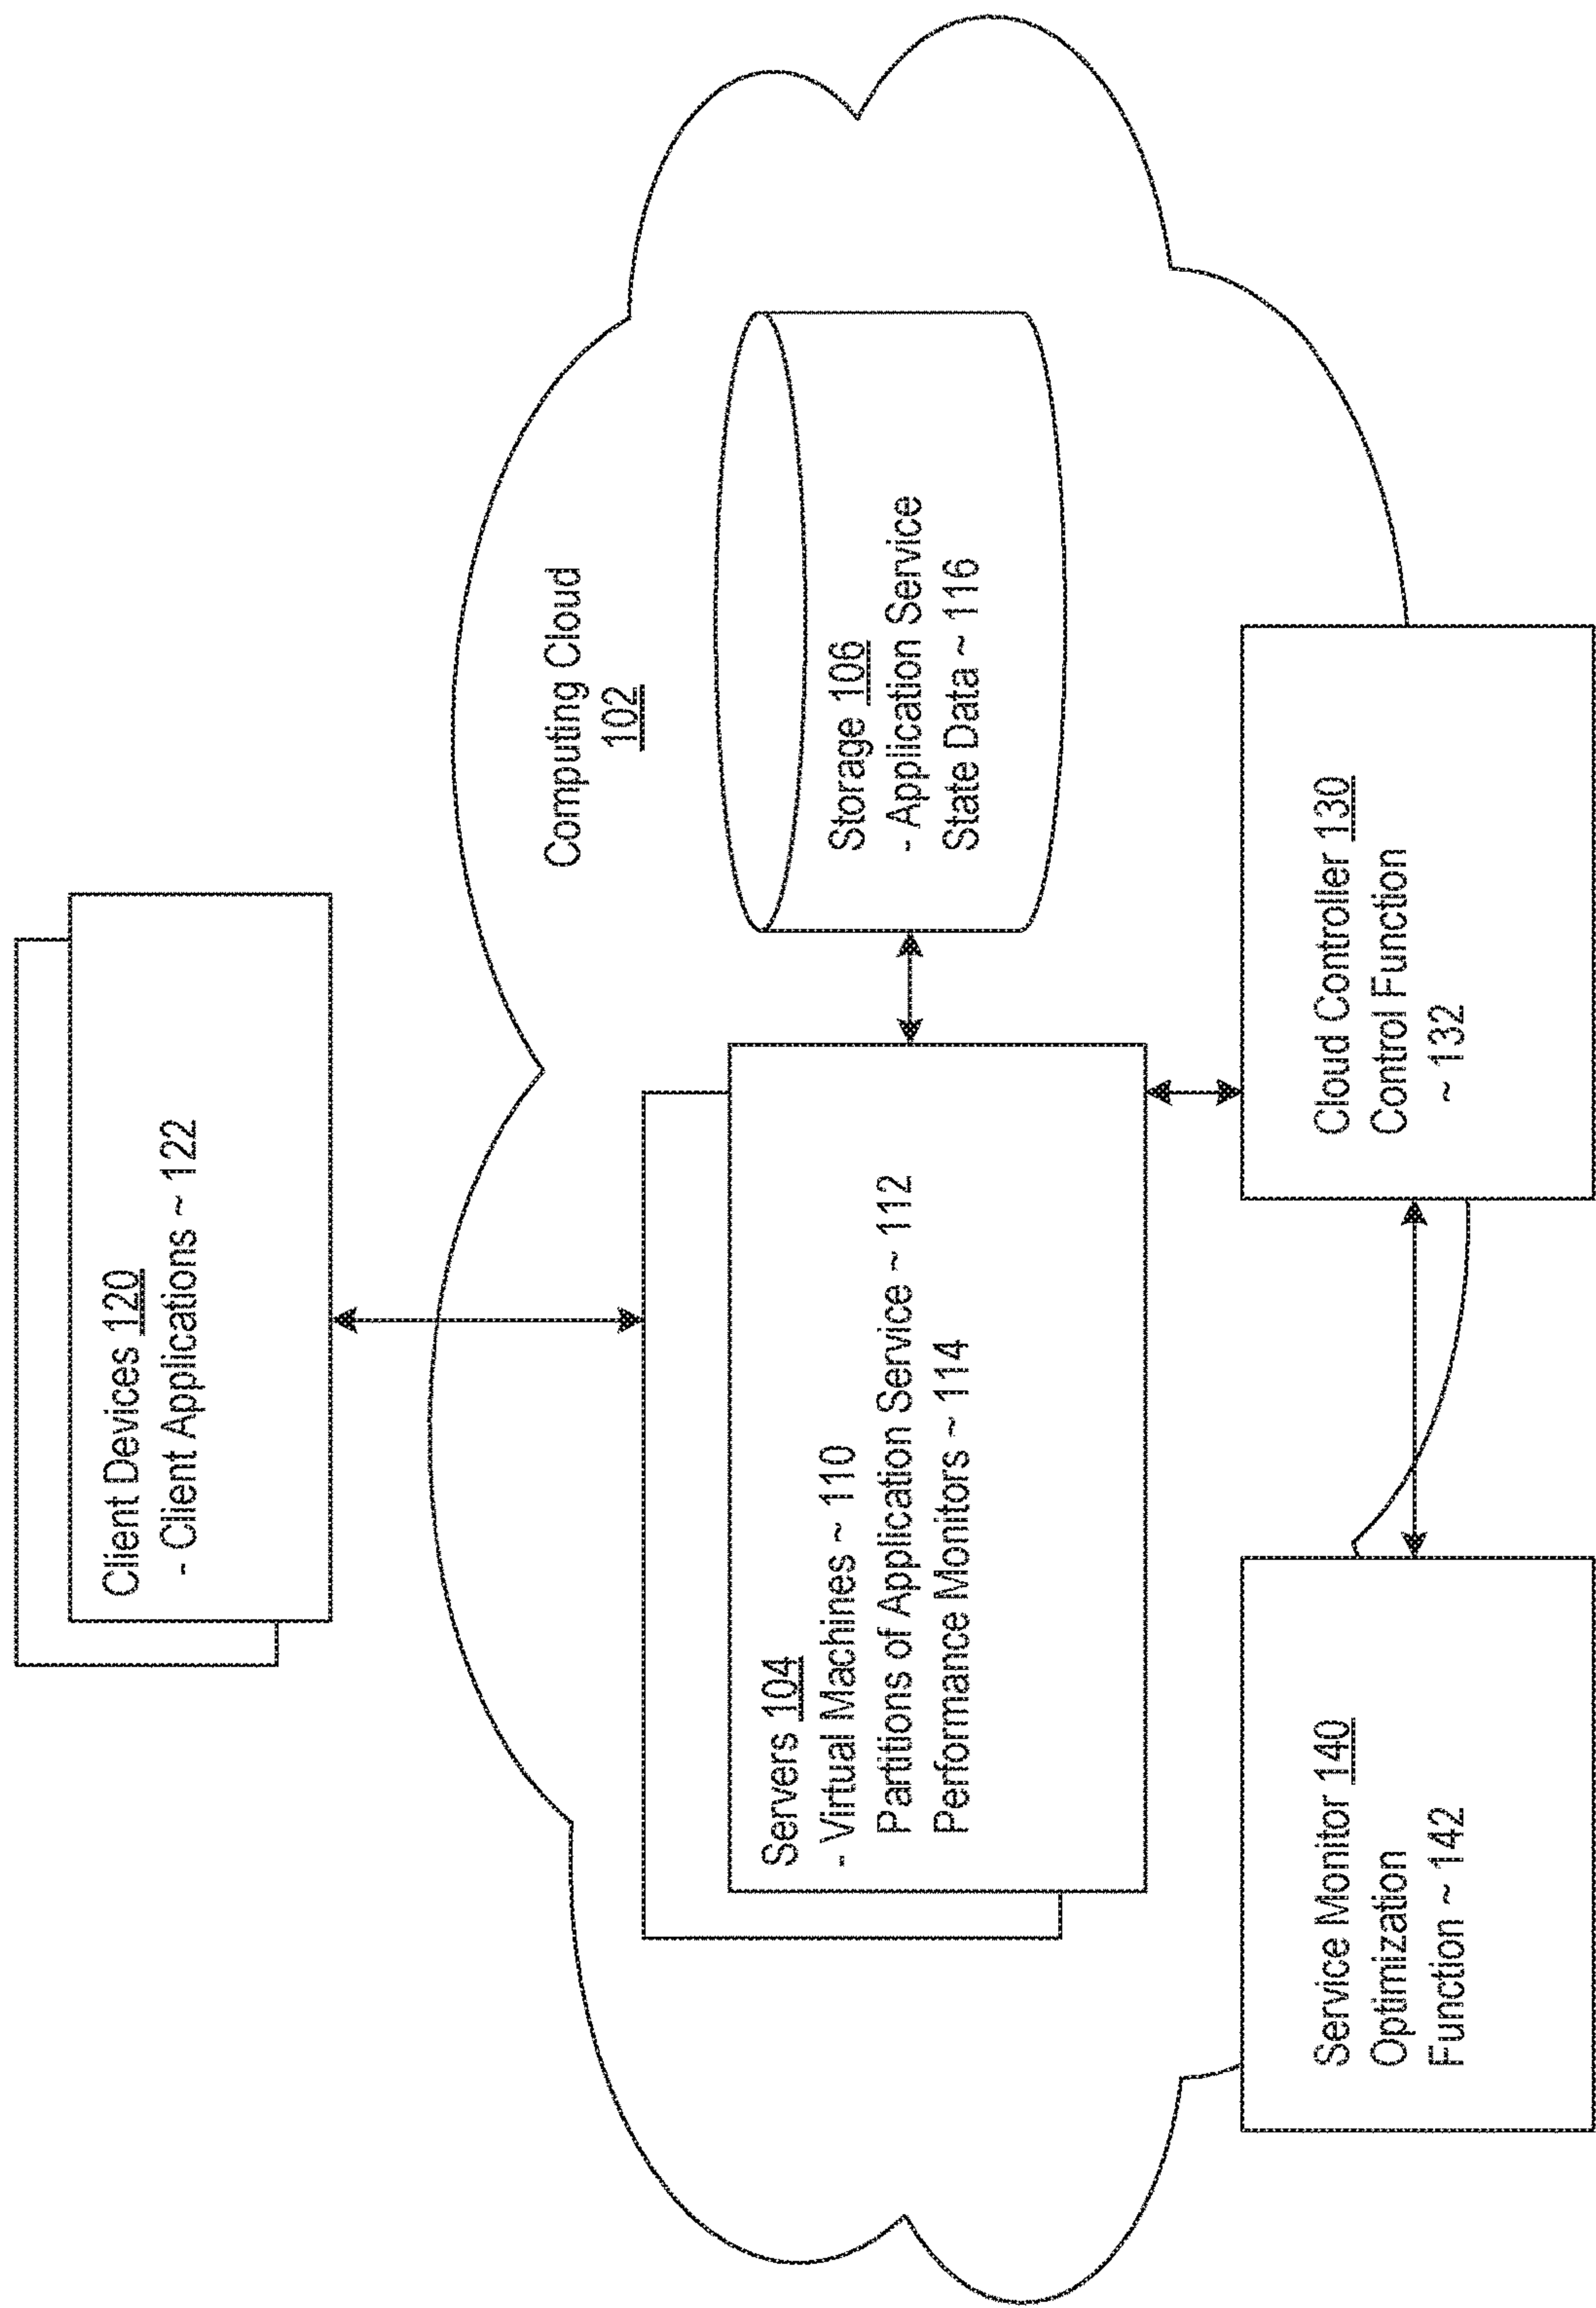 Client Devices 120
- Client Applications ~ 122
Computing Cloud
102
Servers 104
- Virtual Machines ~ 110
Partitions of Application Service ~ 112
Performance Monitors ~ 114
Storage 106
- Application Service
State Data ~ 116
Service Monitor 140
Optimization
Function ~ 142
Cloud Controller 130
Control Function
~ 132